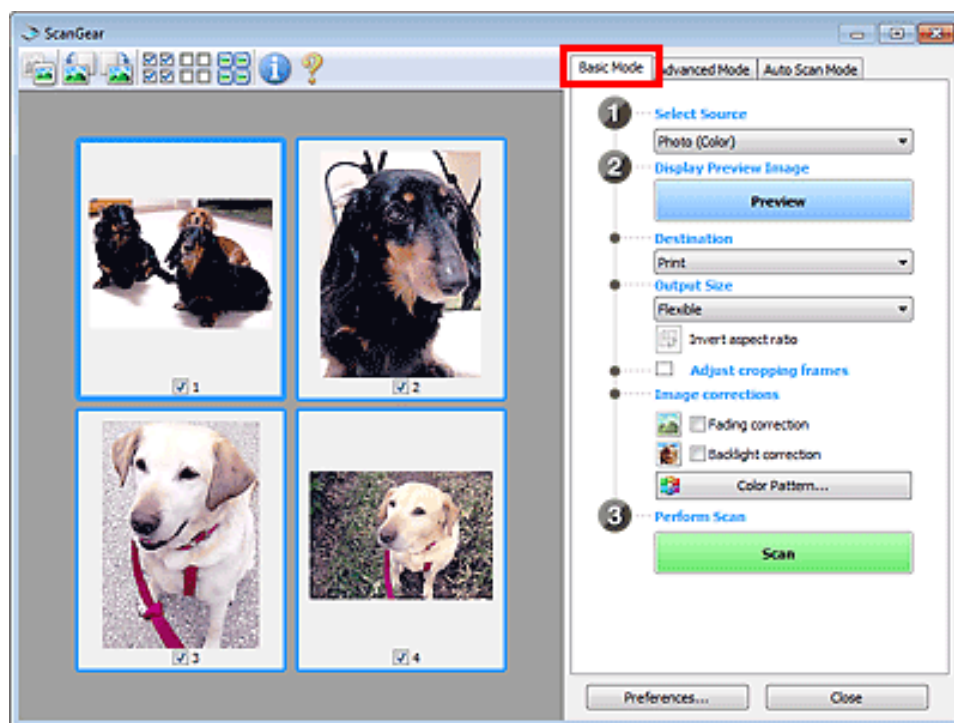 ScanGear
Basic Mode
Advanced Mode
Auto Scan Mode
1
Select Source
Photo (Color)
2
Display Preview Image
Preview
Destination
Print
Output Size
Flexible
Invert aspect ratio
Adjust cropping frames
Image corrections
Fading correction
Backlight correction
Color Pattern...
3
Perform Scan
Scan
1
2
3
4
Preferences...
Close